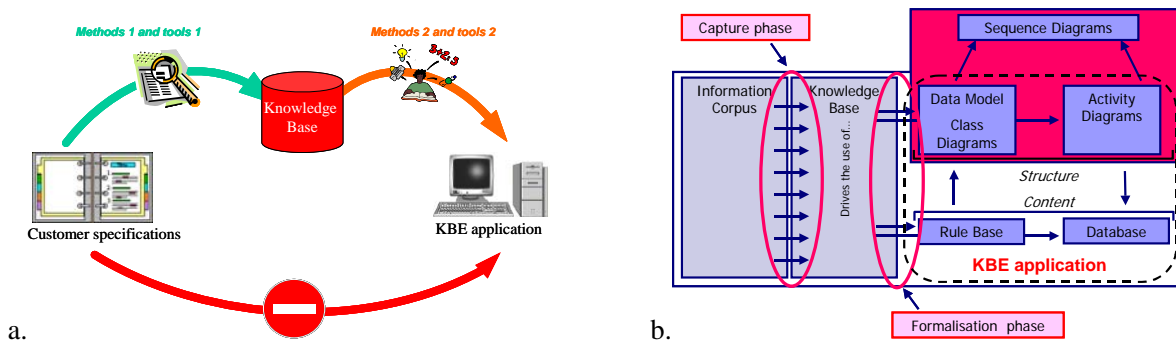 Methods 1 and tools 1
Methods 2 and tools 2
Knowledge
Base
Customer specifications
KBE application
a.
Capture phase
Sequence Diagrams
Information
Corpus
Knowledge
Base
Drives the use of...
Data Model
Class
Diagrams
Activity
Diagrams
Structure
Content
Rule Base
Database
KBE application
Formalisation phase
b.